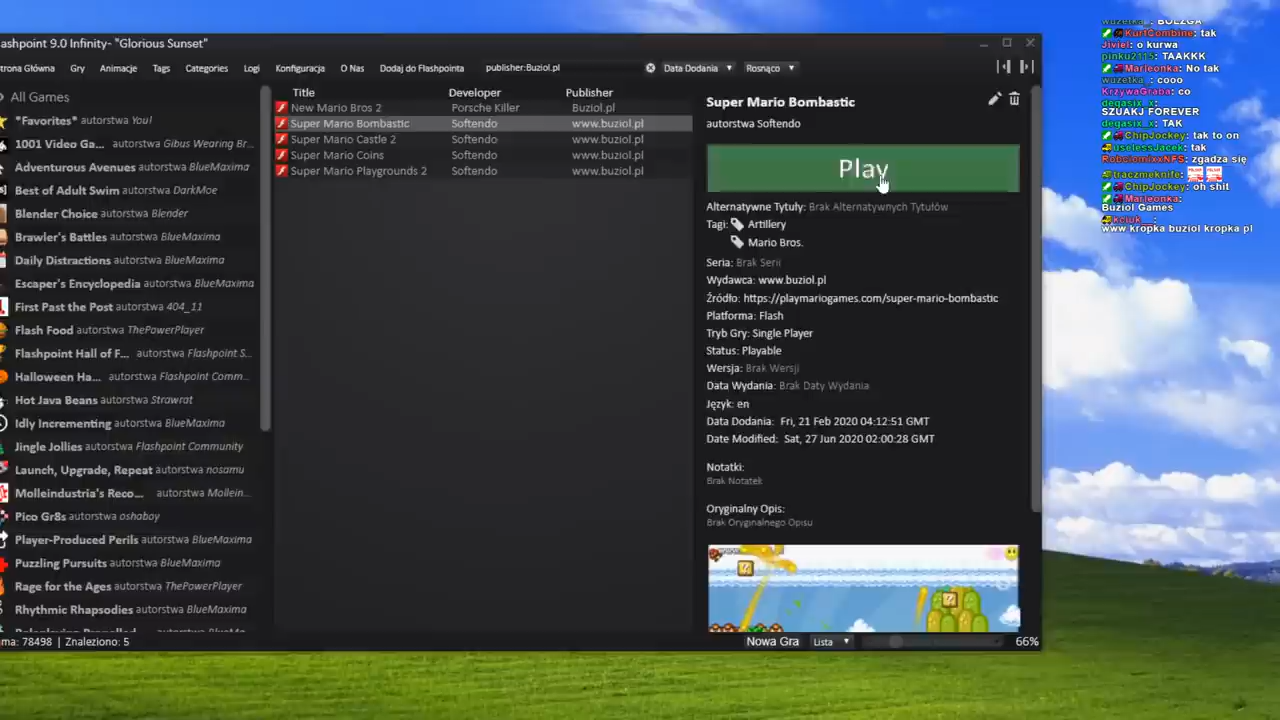 ashpoint 9.0 Infinity- "Glorious Sunset"
trona Główna Gry Animacje Tags Categories Logi Konfiguracja O Nas Dodaj do Flashpointa publisher:Buziol.pl Data Dodania Rosnąco
All Games
*Favorites* autorstwa You!
1001 Video Ga... autorstwa Gibus Wearing Br...
Adventurous Avenues autorstwa BlueMaxima
Best of Adult Swim autorstwa DarkMoe
Blender Choice autorstwa Blender
Brawler's Battles autorstwa BlueMaxima
Daily Distractions autorstwa BlueMaxima
Escaper's Encyclopedia autorstwa BlueMaxima
First Past the Post autorstwa 404_11
Flash Food autorstwa ThePowerPlayer
Flashpoint Hall of F... autorstwa Flashpoint S...
Halloween Ha... autorstwa Flashpoint Comm...
Hot Java Beans autorstwa Strawrat
Idly Incrementing autorstwa BlueMaxima
Jingle Jollies autorstwa Flashpoint Community
Launch, Upgrade, Repeat autorstwa nosamu
Molleindustria's Reco... autorstwa Mollein...
Pico Gr8s autorstwa oshaboy
Player-Produced Perils autorstwa BlueMaxima
Puzzling Pursuits autorstwa BlueMaxima
Rage for the Ages autorstwa ThePowerPlayer
Rhythmic Rhapsodies autorstwa BlueMaxima
Title Developer Publisher
New Mario Bros 2 Porsche Killer Buziol.pl
Super Mario Bombastic Softendo www.buziol.pl
Super Mario Castle 2 Softendo www.buziol.pl
Super Mario Coins Softendo www.buziol.pl
Super Mario Playgrounds 2 Softendo www.buziol.pl
Super Mario Bombastic
autorstwa Softendo
Play
Alternatywne Tytuły: Brak Alternatywnych Tytułów
Tagi: Artillery
Mario Bros.
Seria: Brak Serii
Wydawca: www.buziol.pl
Źródło: https://playmariogames.com/super-mario-bombastic
Platforma: Flash
Tryb Gry: Single Player
Status: Playable
Wersja: Brak Wersji
Data Wydania: Brak Daty Wydania
Język: en
Data Dodania: Fri, 21 Feb 2020 04:12:51 GMT
Date Modified: Sat, 27 Jun 2020 02:00:28 GMT
Notatki:
Brak Notatek
Oryginalny Opis:
Brak Oryginalnego Opisu
ma: 78498 | Znaleziono: 5
Nowa Gra Lista 66%
wuzetka_: BOLZGA
KurtCombine: tak
Jiviel: o kurwa
pinku2115: TAAKKK
Marleonka: No tak
wuzetka_: cooo
KrzywaGraba: co
degasix_x:
SZUAKJ FOREVER
degasix_x: TAK
ChipJockey: tak to on
uselessJacek: tak
RobciomixxNFS: zgadza się
traczmeknife:
ChipJockey: oh shit
Marleonka:
Buziol Games
kciuk__:
www kropka buziol kropka pl